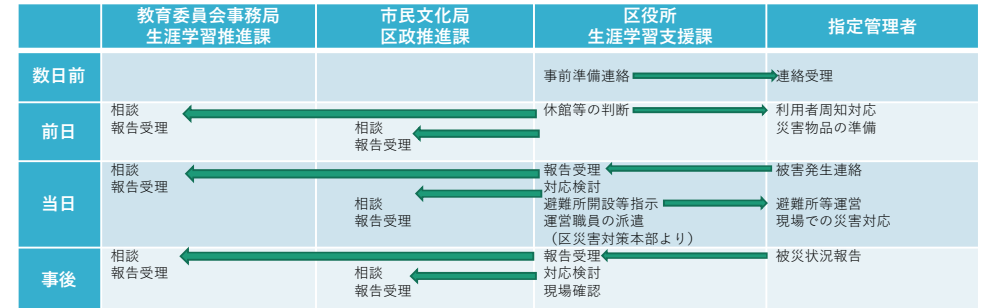 教育委員会事務局
生涯学習推進課
市民文化局
区政推進課
区役所
生涯学習支援課
指定管理者
数日前
事前準備連絡
連絡受理
前日
相談
報告受理
相談
報告受理
休館等の判断
利用者周知対応
災害物品の準備
当日
相談
報告受理
相談
報告受理
報告受理
対応検討
避難所開設等指示
運営職員の派遣
（区災害対策本部より）
被害発生連絡
避難所等運営
現場での災害対応
事後
相談
報告受理
相談
報告受理
報告受理
対応検討
現場確認
被災状況報告